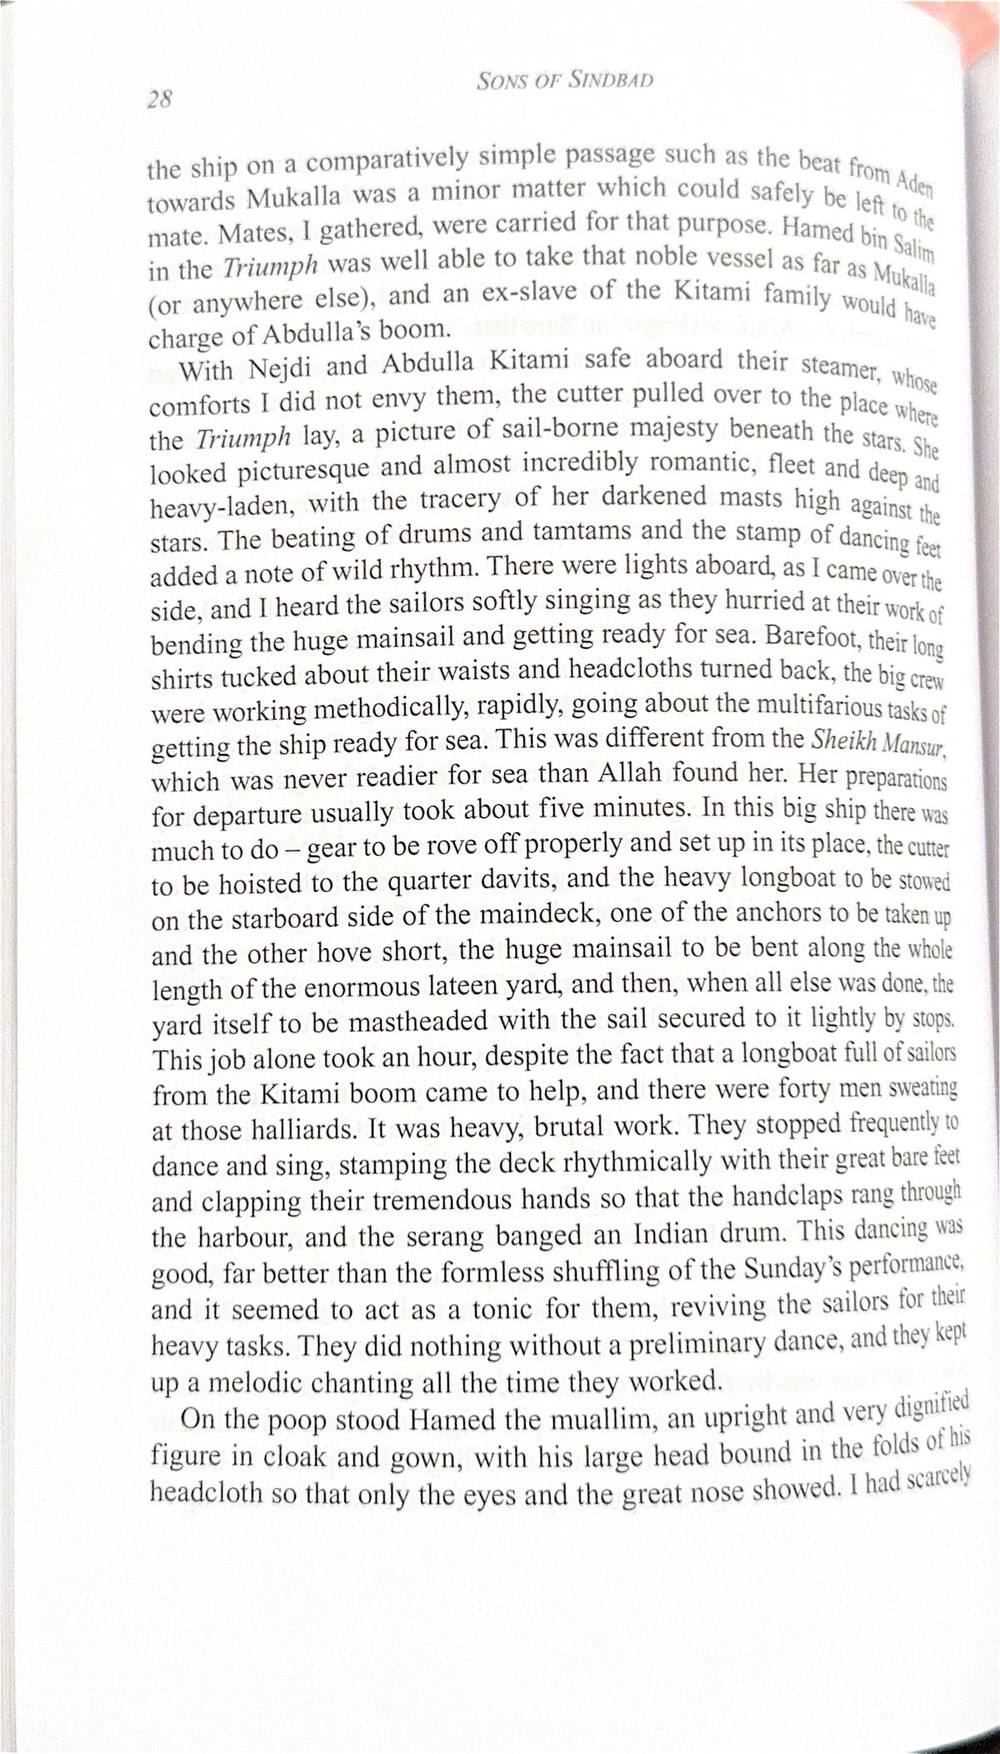 28
SONS OF SINDBAD
the ship on a comparatively simple passage such as the beat from Aden
towards Mukalla was a minor matter which could safely be left to the
mate. Mates, I gathered, were carried for that purpose. Hamed bin Salim
in the Triumph was well able to take that noble vessel as far as Mukalla
(or anywhere else), and an ex-slave of the Kitami family would have
charge of Abdulla's boom.
With Nejdi and Abdulla Kitami safe aboard their steamer, whose
comforts I did not envy them, the cutter pulled over to the place where
the Triumph lay, a picture of sail-borne majesty beneath the stars. She
looked picturesque and almost incredibly romantic, fleet and deep and
heavy-laden, with the tracery of her darkened masts high against the
stars. The beating of drums and tamtams and the stamp of dancing feet
added a note of wild rhythm. There were lights aboard, as I came over the
side, and I heard the sailors softly singing as they hurried at their work of
bending the huge mainsail and getting ready for sea. Barefoot, their long
shirts tucked about their waists and headcloths turned back, the big crew
were working methodically, rapidly, going about the multifarious tasks of
getting the ship ready for sea. This was different from the Sheikh Mansur,
which was never readier for sea than Allah found her. Her preparations
for departure usually took about five minutes. In this big ship there was
much to do – gear to be rove off properly and set up in its place, the cutter
to be hoisted to the quarter davits, and the heavy longboat to be stowed
on the starboard side of the maindeck, one of the anchors to be taken up
and the other hove short, the huge mainsail to be bent along the whole
length of the enormous lateen yard, and then, when all else was done, the
yard itself to be mastheaded with the sail secured to it lightly by stops.
This job alone took an hour, despite the fact that a longboat full of sailors
from the Kitami boom came to help, and there were forty men sweating
at those halliards. It was heavy, brutal work. They stopped frequently to
dance and sing, stamping the deck rhythmically with their great bare feet
and clapping their tremendous hands so that the handclaps rang through
the harbour, and the serang banged an Indian drum. This dancing was
good, far better than the formless shuffling of the Sunday's performance,
and it seemed to act as a tonic for them, reviving the sailors for their
heavy tasks. They did nothing without a preliminary dance, and they kept
up a melodic chanting all the time they worked.
On the poop stood Hamed the muallim, an upright and very dignified
figure in cloak and gown, with his large head bound in the folds of his
headcloth so that only the eyes and the great nose showed. I had scarcely